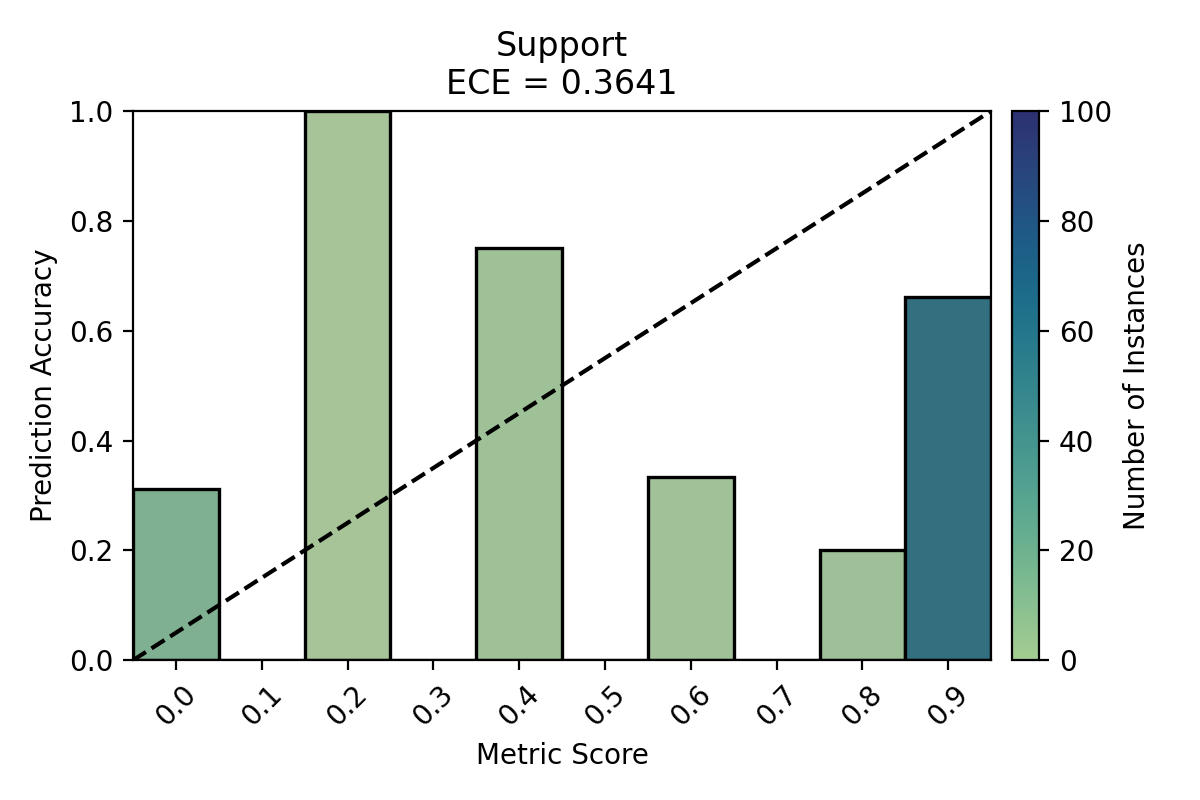 Support
ECE = 0.3641
Prediction Accuracy
1.0
0.8
0.6
0.4
0.2
0.0
0.0 0.1 0.2 0.3 0.4 0.5 0.6 0.7 0.8 0.9
Metric Score
100
80
60
40
20
0
Number of Instances